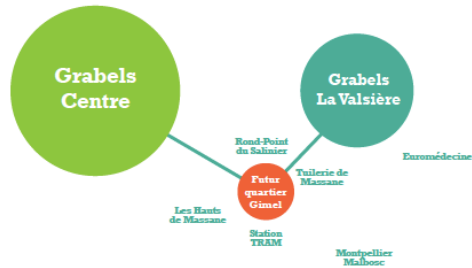 Grabels
Centre
Grabels
La Valsière
Rond-Point
du Salinier
Euromédecine
Tuilerie de
Massane
Futur
quartier
Gimel
Les Hauts
de Massane
Station
TRAM
Montpellier
Malbosc